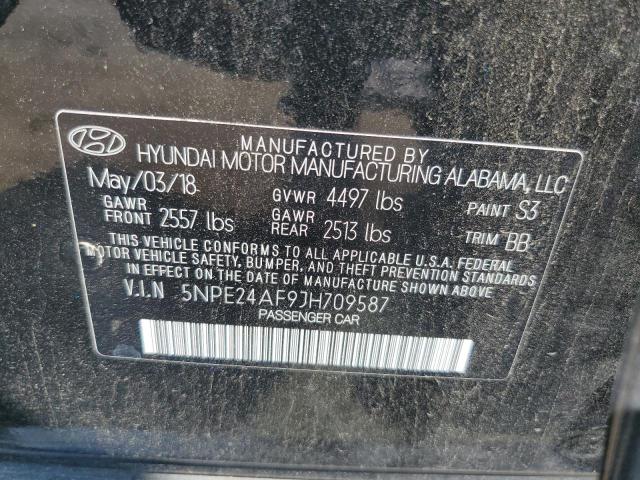 MANUFACTURED BY
HYUNDAI MOTOR MANUFACTURING ALABAMA, LLC
May/03/18 GVWR 4497 lbs PAINT S3
GAWR FRONT 2557 lbs GAWR REAR 2513 lbs TRIM BB
THIS VEHICLE CONFORMS TO ALL APPLICABLE U.S.A. FEDERAL
MOTOR VEHICLE SAFETY, BUMPER, AND THEFT PREVENTION STANDARDS
IN EFFECT ON THE DATE OF MANUFACTURE SHOWN ABOVE.
V.I.N 5NPE24AF9JH709587
PASSENGER CAR